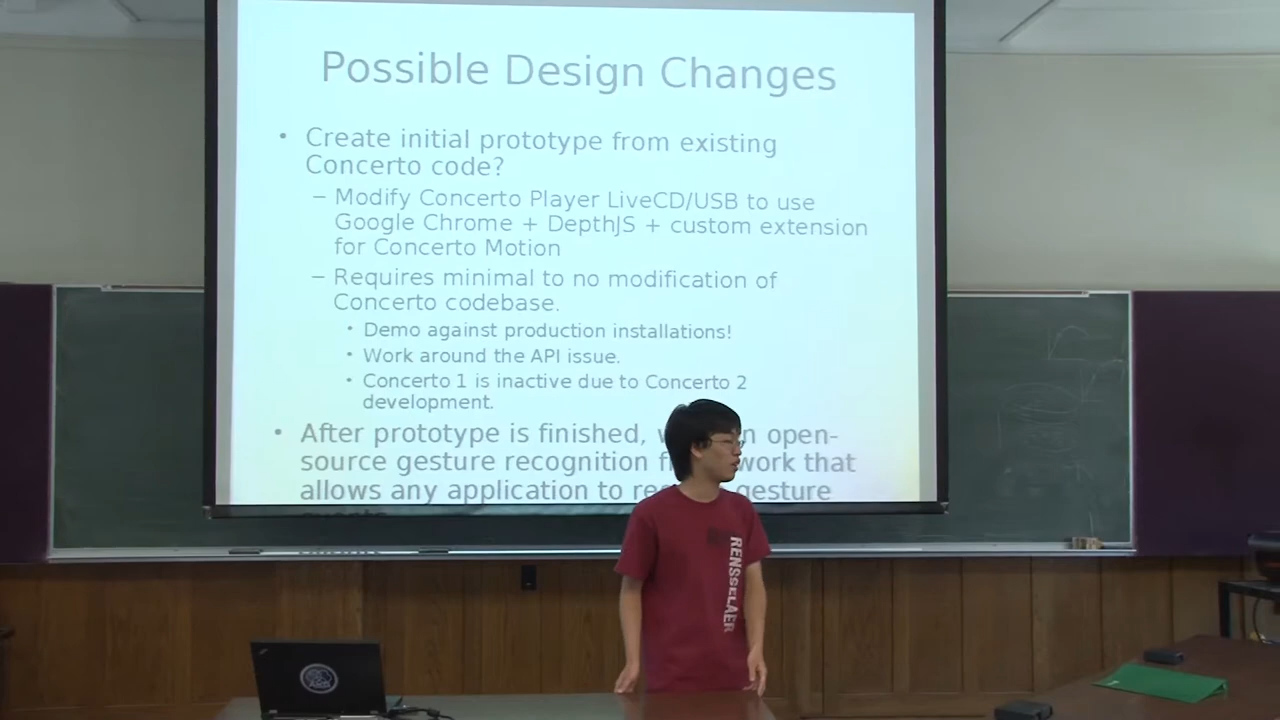 Possible Design Changes
• Create initial prototype from existing
Concerto code?
– Modify Concerto Player LiveCD/USB to use
Google Chrome + DepthJS + custom extension
for Concerto Motion
– Requires minimal to no modification of
Concerto codebase.
• Demo against production installations!
• Work around the API issue.
• Concerto 1 is inactive due to Concerto 2
development.
• After prototype is finished, open-
source gesture recognition that
allows any application to gesture
RENSSELAER